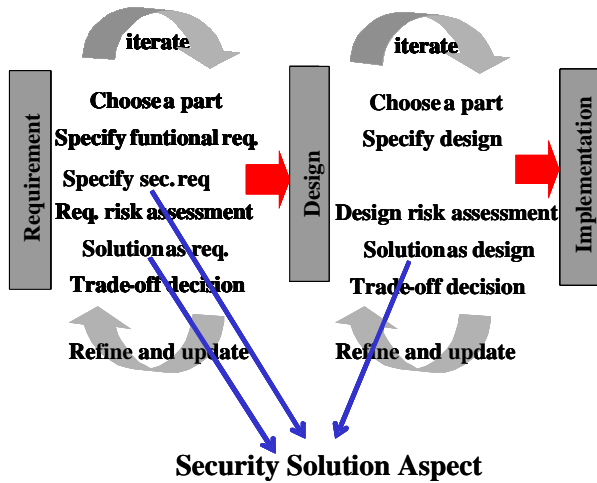 iterate
Requirement
Choose a part
Specify funtional req.
Specify sec. req
Req. risk assessment
Solution as req.
Trade-off decision
Refine and update
iterate
Design
Choose a part
Specify design
Design risk assessment
Solution as design
Trade-off decision
Refine and update
Implementation
Security Solution Aspect